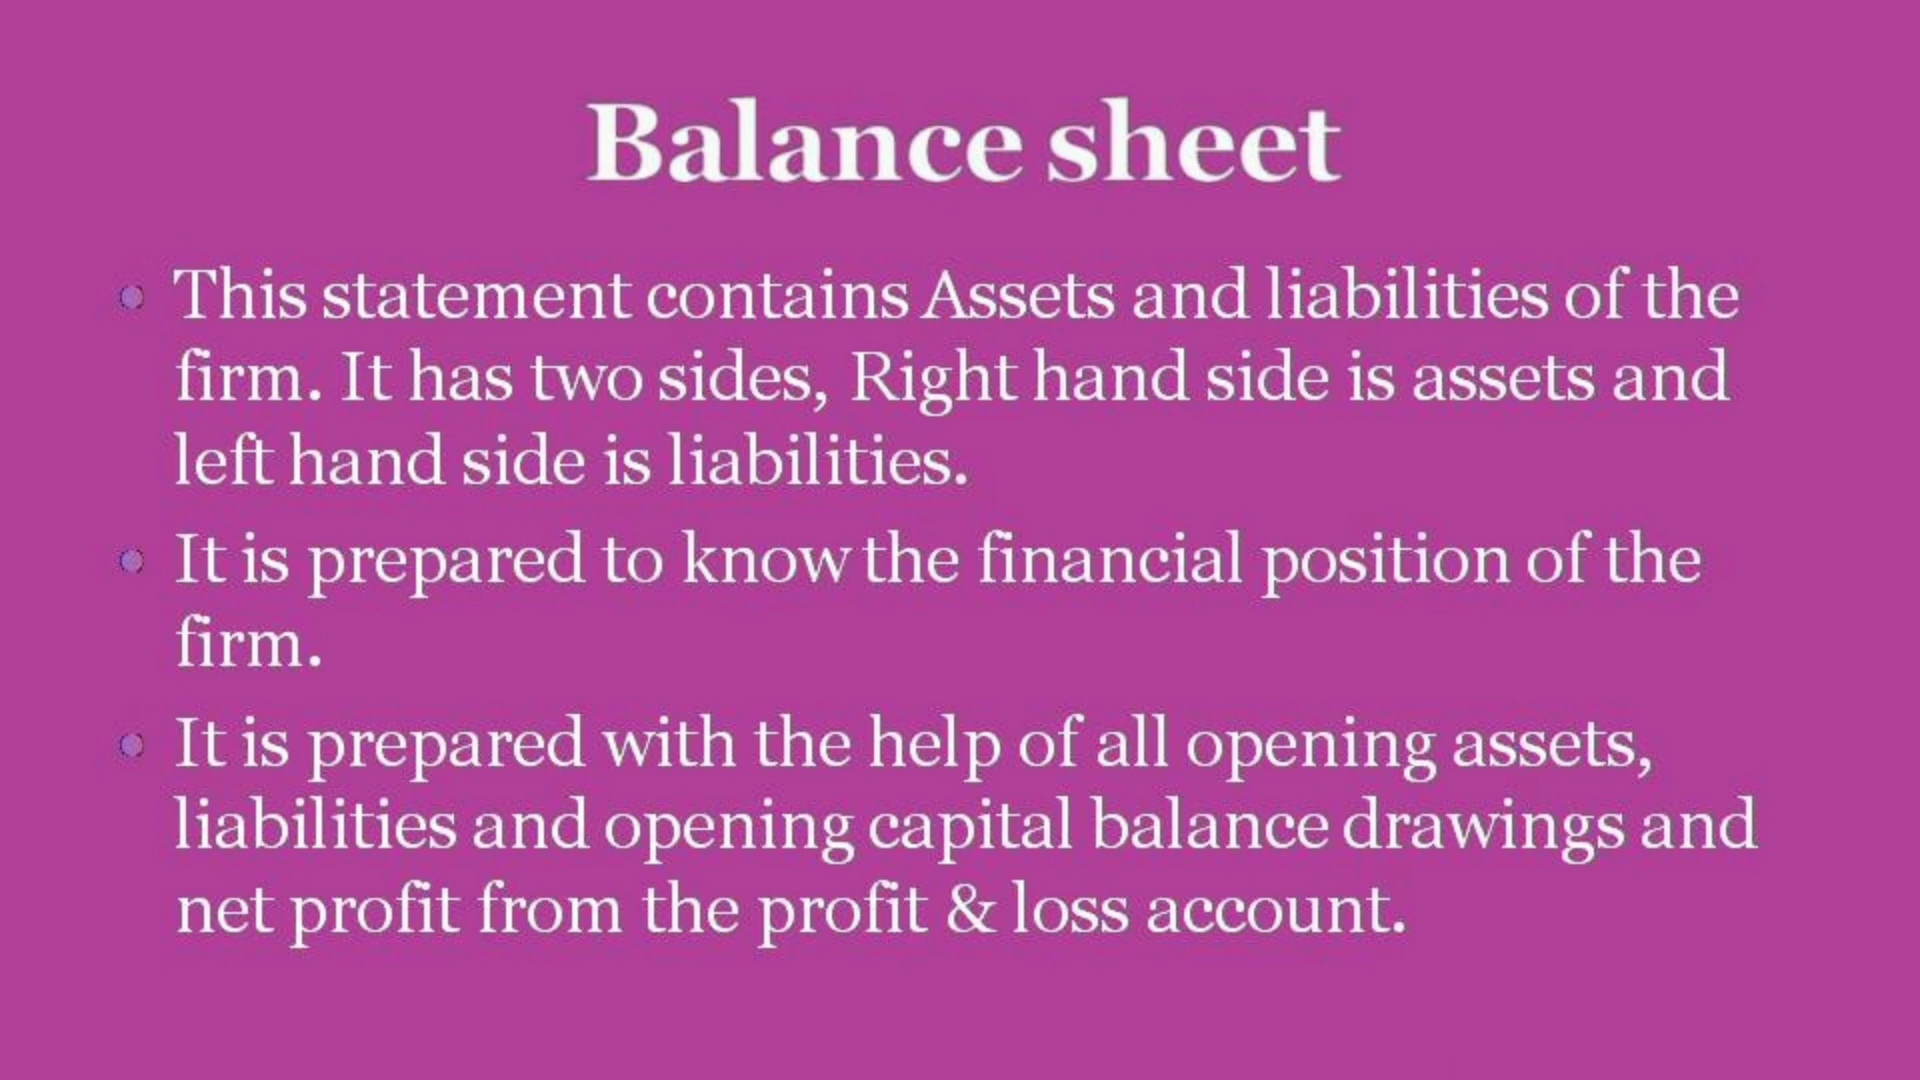 Balance sheet
This statement contains Assets and liabilities of the
firm. It has two sides, Right hand side is assets and
left hand side is liabilities.
It is prepared to know the financial position of the
firm.
It is prepared with the help of all opening assets,
liabilities and opening capital balance drawings and
net profit from the profit & loss account.